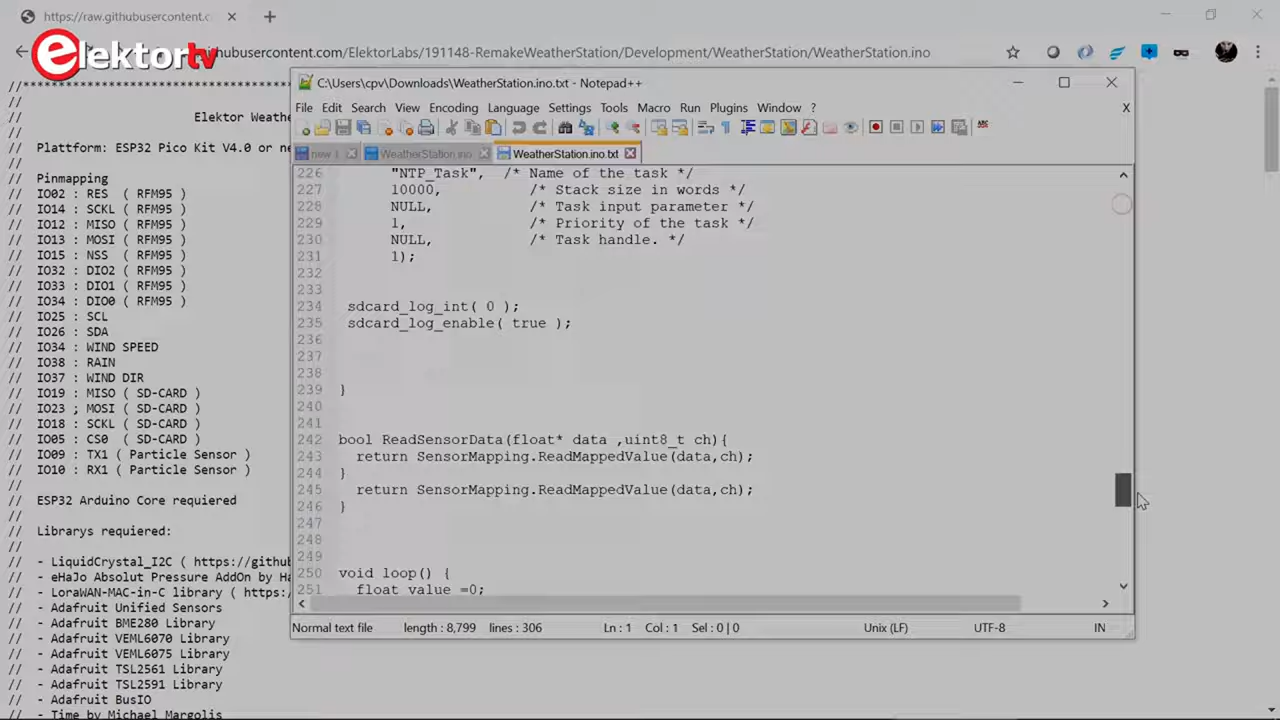 https://raw.githubusercontent.c
elektor tv
hubusercontent.com/ElektorLabs/191148-RemakeWeatherStation/Development/WeatherStation/WeatherStation.ino
//****************************************
//
// Elektor Weathe
//
// Plattform: ESP32 Pico Kit V4.0 or ne
//
// Pinmapping
// IO02 : RES ( RFM95 )
// IO14 : SCKL ( RFM95 )
// IO12 : MISO ( RFM95 )
// IO13 : MOSI ( RFM95 )
// IO15 : NSS ( RFM95 )
// IO32 : DIO2 ( RFM95 )
// IO33 : DIO1 ( RFM95 )
// IO34 : DIO0 ( RFM95 )
// IO25 : SCL
// IO26 : SDA
// IO34 : WIND SPEED
// IO38 : RAIN
// IO37 : WIND DIR
// IO19 : MISO ( SD-CARD )
// IO23 ; MOSI ( SD-CARD )
// IO18 : SCKL ( SD-CARD )
// IO05 : CS0 ( SD-CARD )
// IO09 : TX1 ( Particle Sensor )
// IO10 : RX1 ( Particle Sensor )
//
// ESP32 Arduino Core requiered
//
// Librarys requiered:
//
// - LiquidCrystal_I2C ( https://github
// - eHaJo Absolut Pressure AddOn by Ha
// - LoraWAN-MAC-in-C library ( https:/
// - Adafruit Unified Sensors
// - Adafruit BME280 Library
// - Adafruit VEML6070 Library
// - Adafruit VEML6075 Library
// - Adafruit TSL2561 Library
// - Adafruit TSL2591 Library
// - Adafruit BusIO
// - Time by Michael Margolis
C:\Users\cpv\Downloads\WeatherStation.ino.txt - Notepad++
File Edit Search View Encoding Language Settings Tools Macro Run Plugins Window ? X
new 1 WeatherStation.ino WeatherStation.ino.txt
226 "NTP_Task", /* Name of the task */
227 10000, /* Stack size in words */
228 NULL, /* Task input parameter */
229 1, /* Priority of the task */
230 NULL, /* Task handle. */
231 1);
232
233
234 sdcard_log_int( 0 );
235 sdcard_log_enable( true );
236
237
238
239 }
240
241
242 bool ReadSensorData(float* data ,uint8_t ch){
243 return SensorMapping.ReadMappedValue(data,ch);
244 }
245 return SensorMapping.ReadMappedValue(data,ch);
246 }
247
248
249
250 void loop() {
251 float value =0;
Normal text file length : 8,799 lines : 306 Ln : 1 Col : 1 Sel : 0 | 0 Unix (LF) UTF-8 IN